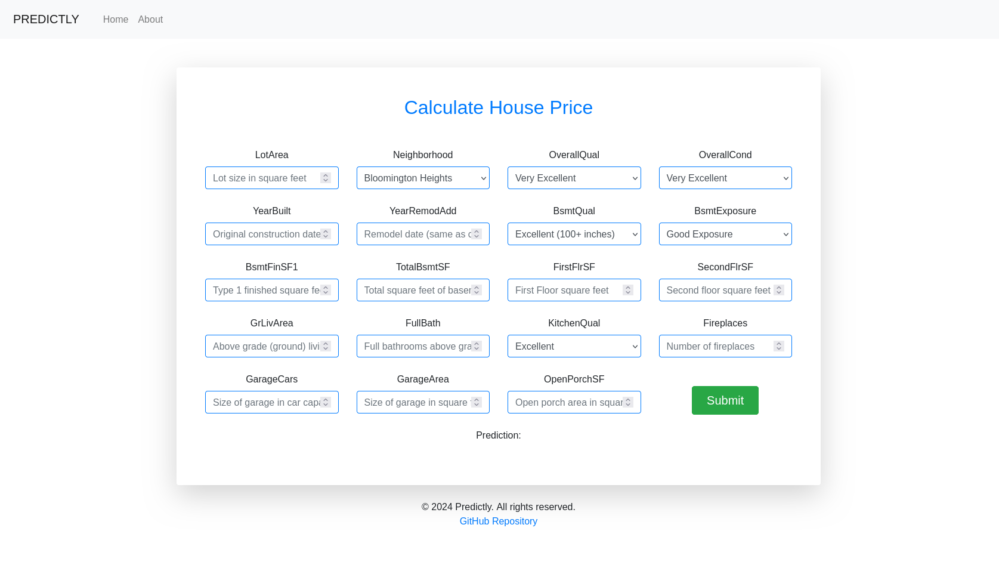 PREDICTLY Home About
Calculate House Price
LotArea Neighborhood OverallQual OverallCond
Lot size in square feet Bloomington Heights Very Excellent Very Excellent
YearBuilt YearRemodAdd BsmtQual BsmtExposure
Original construction date Remodel date (same as c Excellent (100+ inches) Good Exposure
BsmtFinSF1 TotalBsmtSF FirstFlrSF SecondFlrSF
Type 1 finished square fe Total square feet of basem First Floor square feet Second floor square feet
GrLivArea FullBath KitchenQual Fireplaces
Above grade (ground) livi Full bathrooms above gra Excellent Number of fireplaces
GarageCars GarageArea OpenPorchSF
Size of garage in car capa Size of garage in square f Open porch area in squar Submit
Prediction:
© 2024 Predictly. All rights reserved.
GitHub Repository